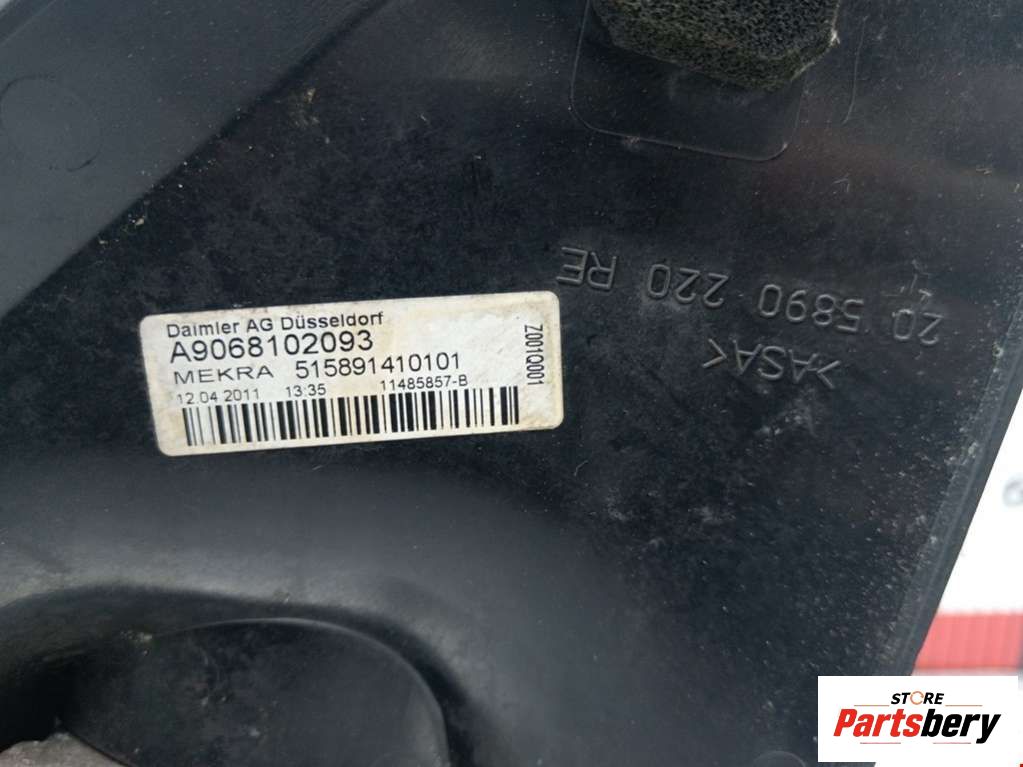 Daimler AG Düsseldorf
A9068102093
MEKRA 515891410101
12.04 2011 13:35 11485857-B
Z001Q001
20 5890 220 RE
>ASA<
STORE
Partsbery